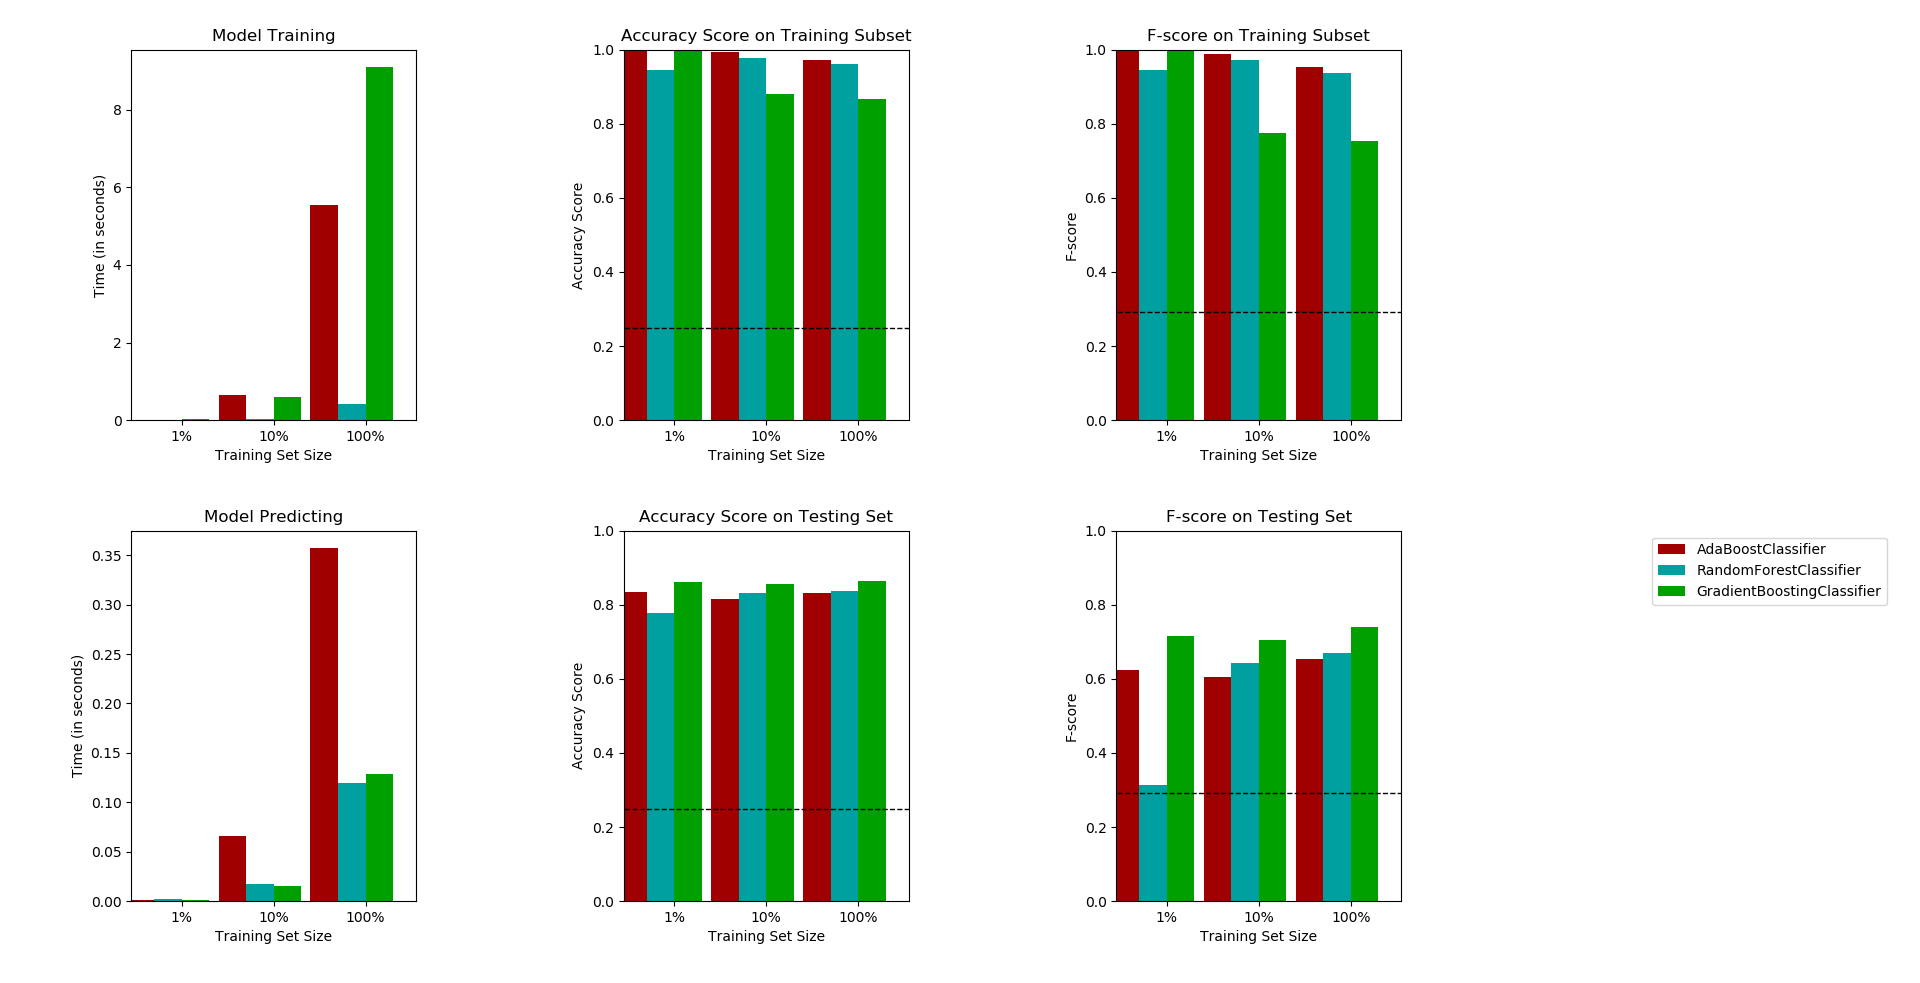 Model Training
8
6
4
2
0
Time (in seconds)
1% 10% 100%
Training Set Size
Accuracy Score on Training Subset
1.0
0.8
0.6
0.4
0.2
0.0
Accuracy Score
1% 10% 100%
Training Set Size
F-score on Training Subset
1.0
0.8
0.6
0.4
0.2
0.0
F-score
1% 10% 100%
Training Set Size
Model Predicting
0.35
0.30
0.25
0.20
0.15
0.10
0.05
0.00
Time (in seconds)
1% 10% 100%
Training Set Size
Accuracy Score on Testing Set
1.0
0.8
0.6
0.4
0.2
0.0
Accuracy Score
1% 10% 100%
Training Set Size
F-score on Testing Set
1.0
0.8
0.6
0.4
0.2
0.0
F-score
1% 10% 100%
Training Set Size
AdaBoostClassifier
RandomForestClassifier
GradientBoostingClassifier